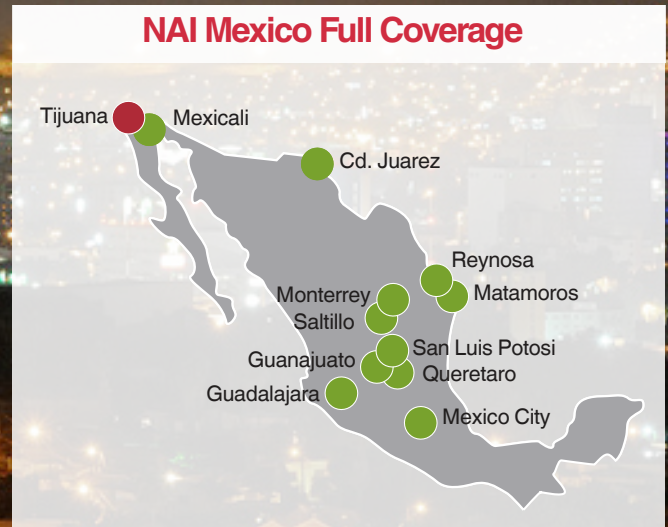 NAI Mexico Full Coverage
Tijuana
Mexicali
Cd. Juarez
Reynosa
Monterrey
Matamoros
Saltillo
San Luis Potosi
Guanajuato
Queretaro
Guadalajara
Mexico City